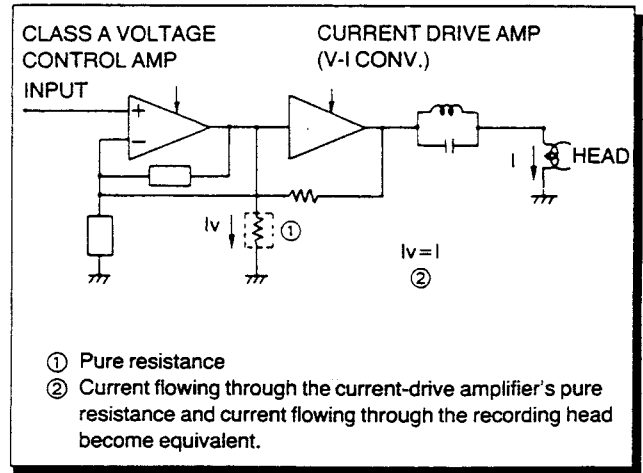 CLASS A VOLTAGE
CONTROL AMP
CURRENT DRIVE AMP
(V-I CONV.)
INPUT
+
−
I
HEAD
Iv
①
Iv=I
②
① Pure resistance
② Current flowing through the current-drive amplifier's pure
resistance and current flowing through the recording head
become equivalent.